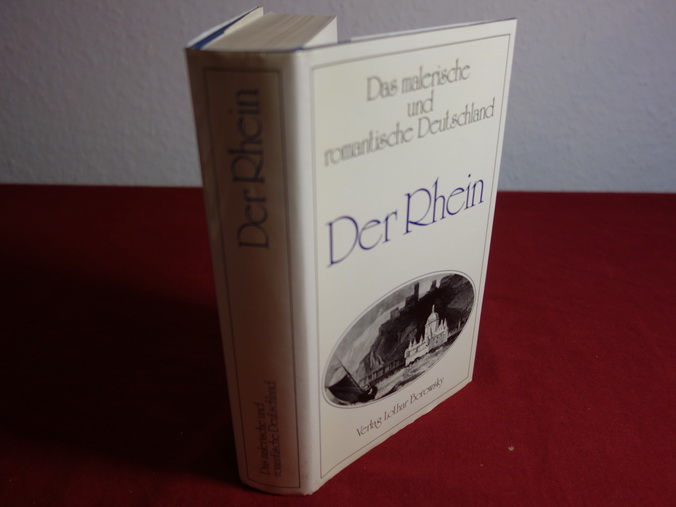 Das malerische
und
romantische Deutschland
Der Rhein
Verlag Lothar Borowsky
Der Rhein
Das malerische und
romantische Deutschland